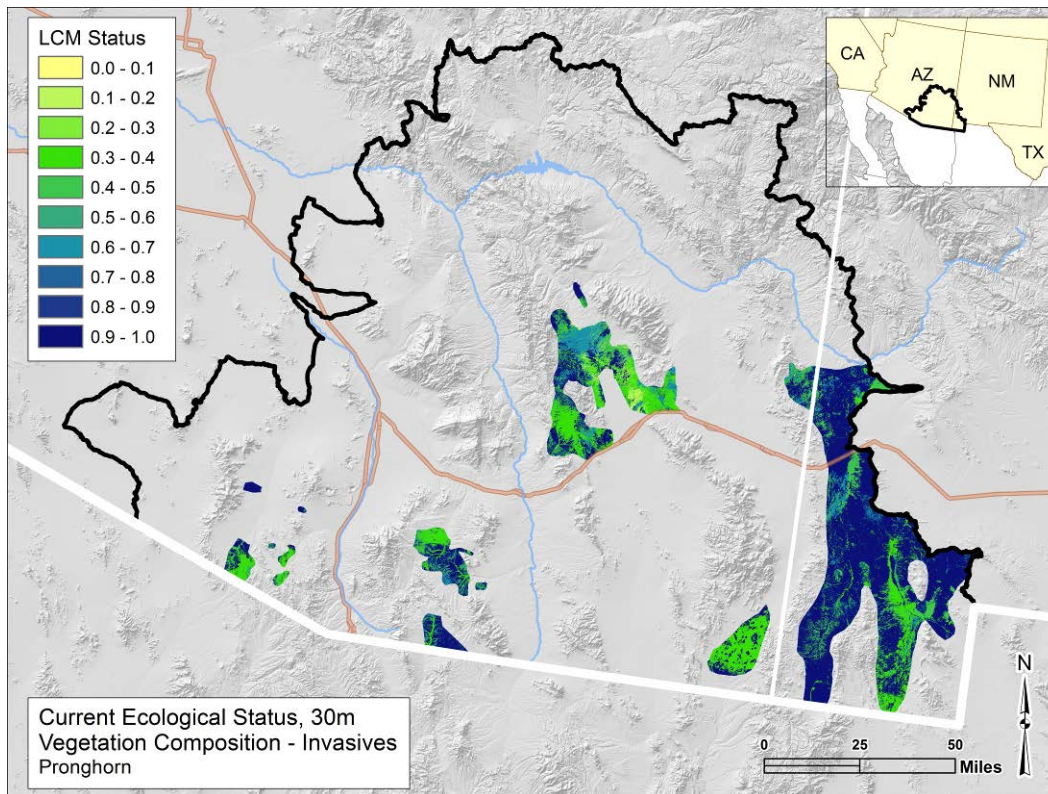 LCM Status
0.0 - 0.1
0.1 - 0.2
0.2 - 0.3
0.3 - 0.4
0.4 - 0.5
0.5 - 0.6
0.6 - 0.7
0.7 - 0.8
0.8 - 0.9
0.9 - 1.0
CA
AZ
NM
TX
Current Ecological Status, 30m
Vegetation Composition - Invasives
Pronghorn
N
0 25 50
Miles